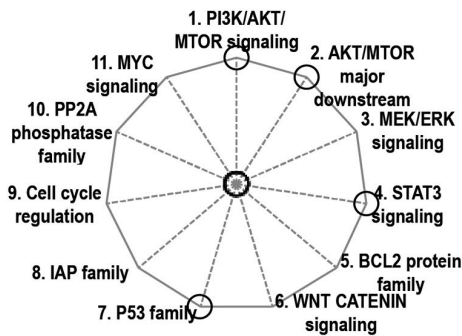 1. PI3K/AKT/
MTOR signaling
2. AKT/MTOR
major
downstream
3. MEK/ERK
signaling
4. STAT3
signaling
5. BCL2 protein
family
6. WNT CATENIN
signaling
7. P53 family
8. IAP family
9. Cell cycle
regulation
10. PP2A
phosphatase
family
11. MYC
signaling